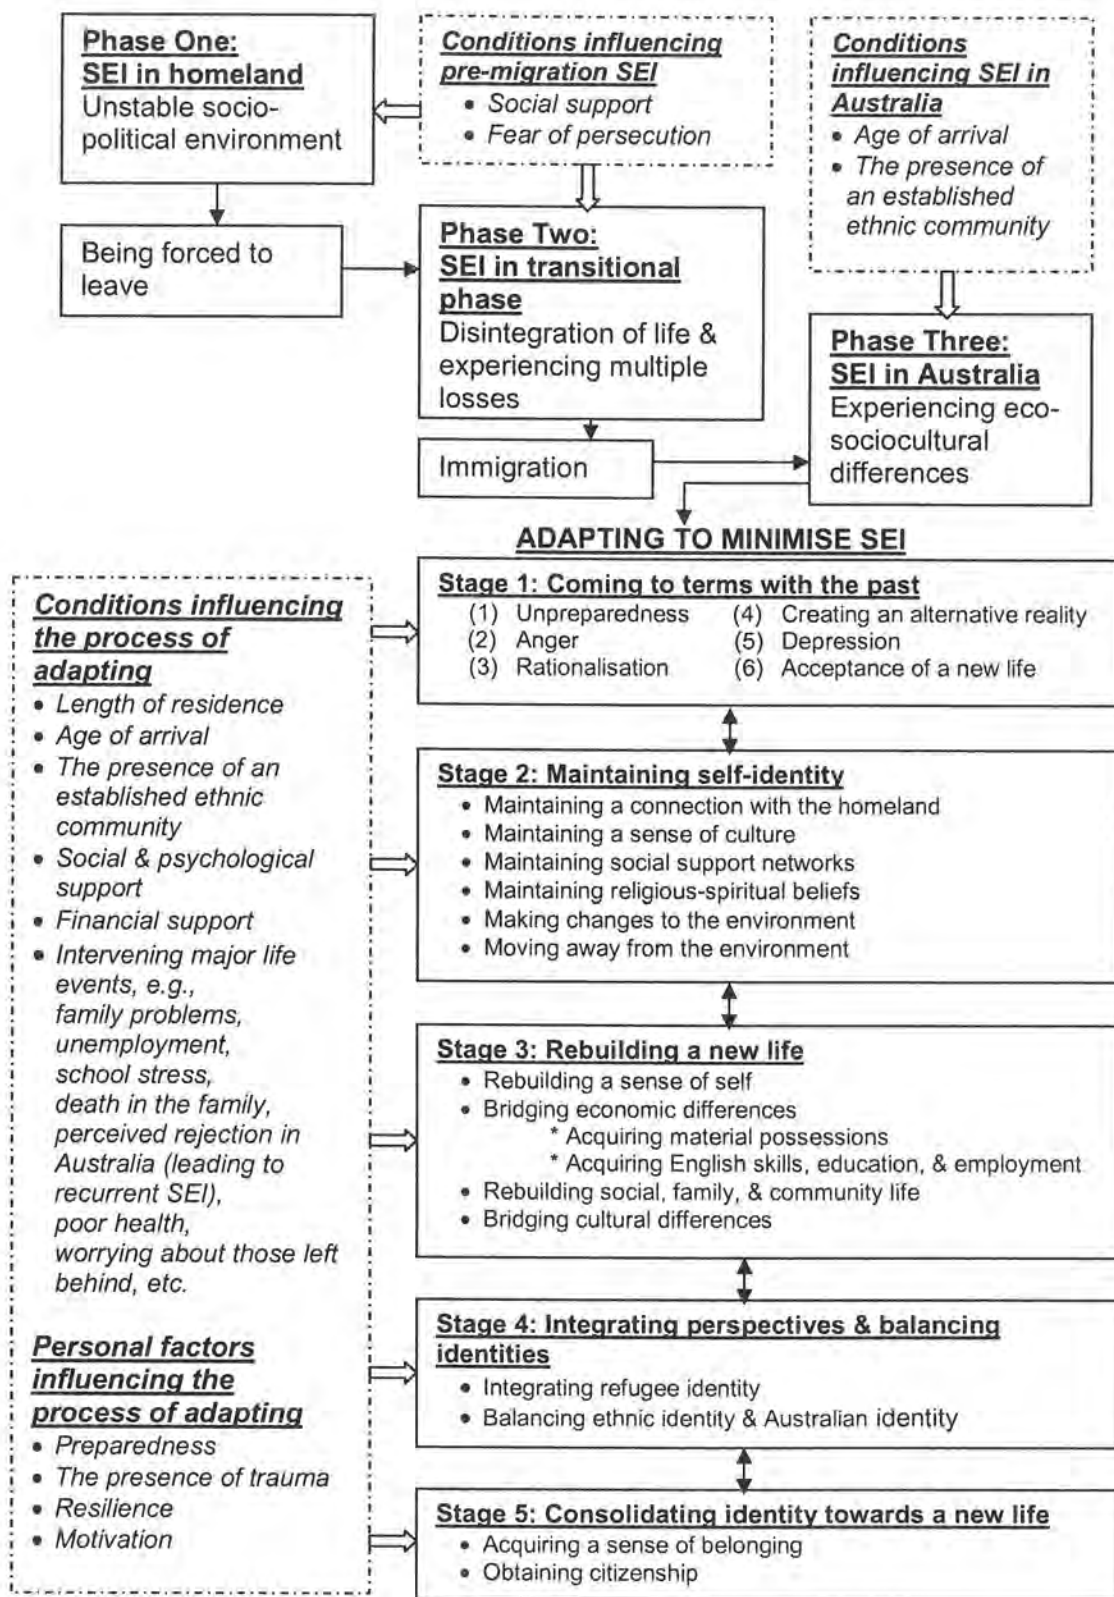 Phase One:
SEI in homeland
Unstable socio-
political environment
Conditions influencing
pre-migration SEI
• Social support
• Fear of persecution
Conditions
influencing SEI in
Australia
• Age of arrival
• The presence of
an established
ethnic community
Being forced to
leave
Phase Two:
SEI in transitional
phase
Disintegration of life &
experiencing multiple
losses
Phase Three:
SEI in Australia
Experiencing eco-
sociocultural
differences
Immigration
ADAPTING TO MINIMISE SEI
Conditions influencing
the process of
adapting
• Length of residence
• Age of arrival
• The presence of an
established ethnic
community
• Social & psychological
support
• Financial support
• Intervening major life
events, e.g.,
family problems,
unemployment,
school stress,
death in the family,
perceived rejection in
Australia (leading to
recurrent SEI),
poor health,
worrying about those left
behind, etc.
Personal factors
influencing the
process of adapting
• Preparedness
• The presence of trauma
• Resilience
• Motivation
Stage 1: Coming to terms with the past
(1) Unpreparedness (4) Creating an alternative reality
(2) Anger (5) Depression
(3) Rationalisation (6) Acceptance of a new life
Stage 2: Maintaining self-identity
• Maintaining a connection with the homeland
• Maintaining a sense of culture
• Maintaining social support networks
• Maintaining religious-spiritual beliefs
• Making changes to the environment
• Moving away from the environment
Stage 3: Rebuilding a new life
• Rebuilding a sense of self
• Bridging economic differences
* Acquiring material possessions
* Acquiring English skills, education, & employment
• Rebuilding social, family, & community life
• Bridging cultural differences
Stage 4: Integrating perspectives & balancing
identities
• Integrating refugee identity
• Balancing ethnic identity & Australian identity
Stage 5: Consolidating identity towards a new life
• Acquiring a sense of belonging
• Obtaining citizenship